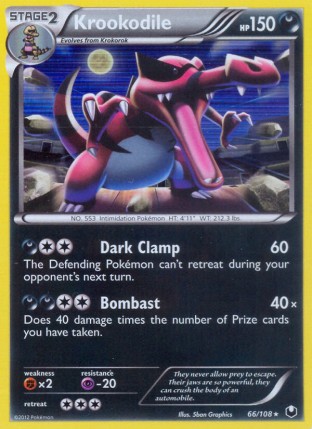 STAGE2
Krookodile
HP150
Evolves from Krokorok
NO. 553 Intimidation Pokémon HT: 4'11" WT: 212.3 lbs.
Dark Clamp 60
The Defending Pokémon can't retreat during your
opponent's next turn.
Bombast 40×
Does 40 damage times the number of Prize cards
you have taken.
weakness resistance
×2 -20
retreat
They never allow prey to escape.
Their jaws are so powerful, they
can crush the body of an
automobile.
Illus. 5ban Graphics 66/108 ★
©2012 Pokémon